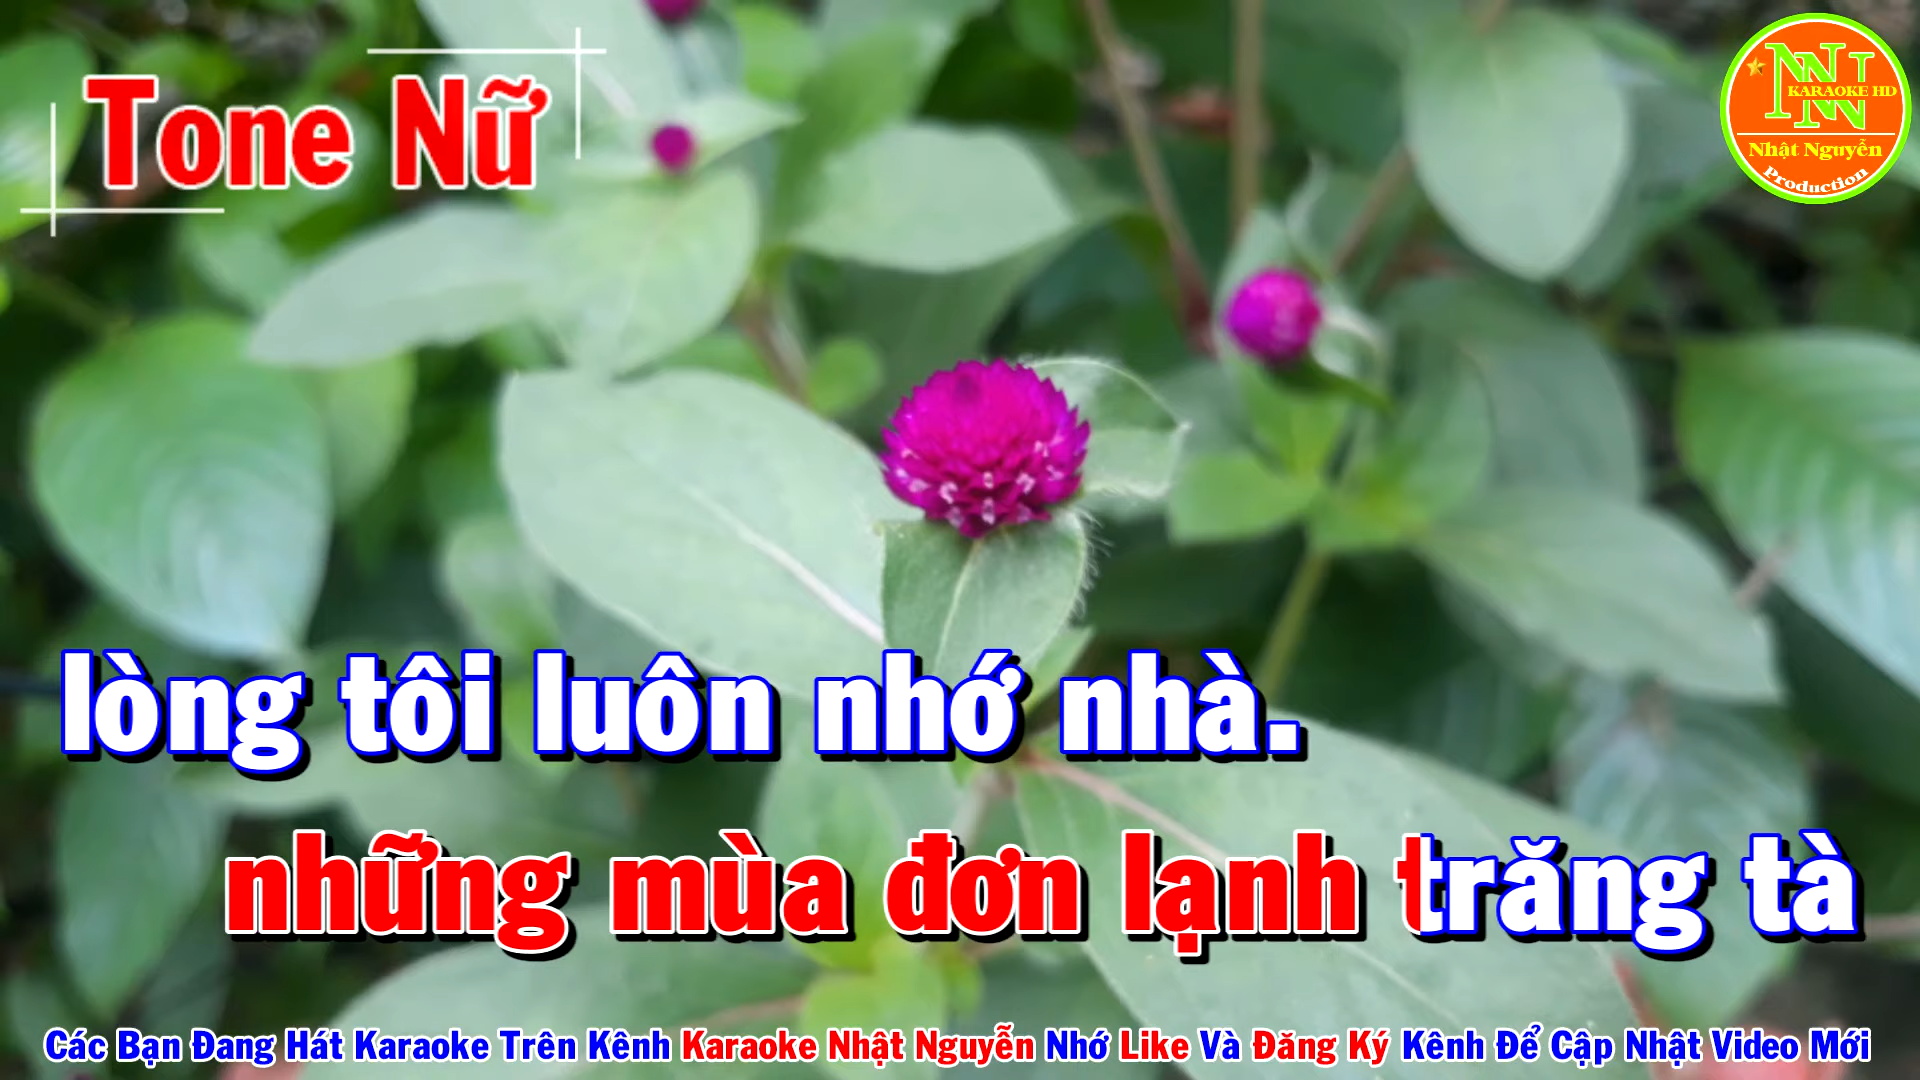 Tone Nữ
NNNN
KARAOKE HD
Nhật Nguyễn
Production
lòng tôi luôn nhớ nhà.
những mùa đơn lạnh trăng tà
Các Bạn Đang Hát Karaoke Trên Kênh Karaoke Nhật Nguyễn Nhớ Like Và Đăng Ký Kênh Để Cập Nhật Video Mới